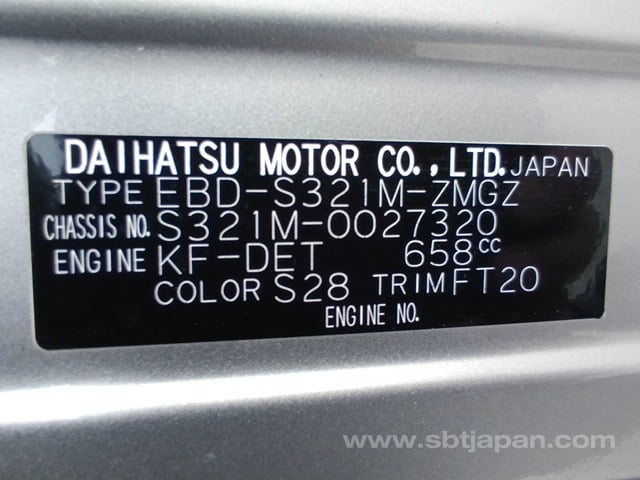 DAIHATSU MOTOR CO., LTD. JAPAN
TYPE EBD-S321M-ZMGZ
CHASSIS NO. S321M-0027320
ENGINE KF-DET 658cc
COLOR S28 TRIM FT20
ENGINE NO.
www.sbtjapan.com